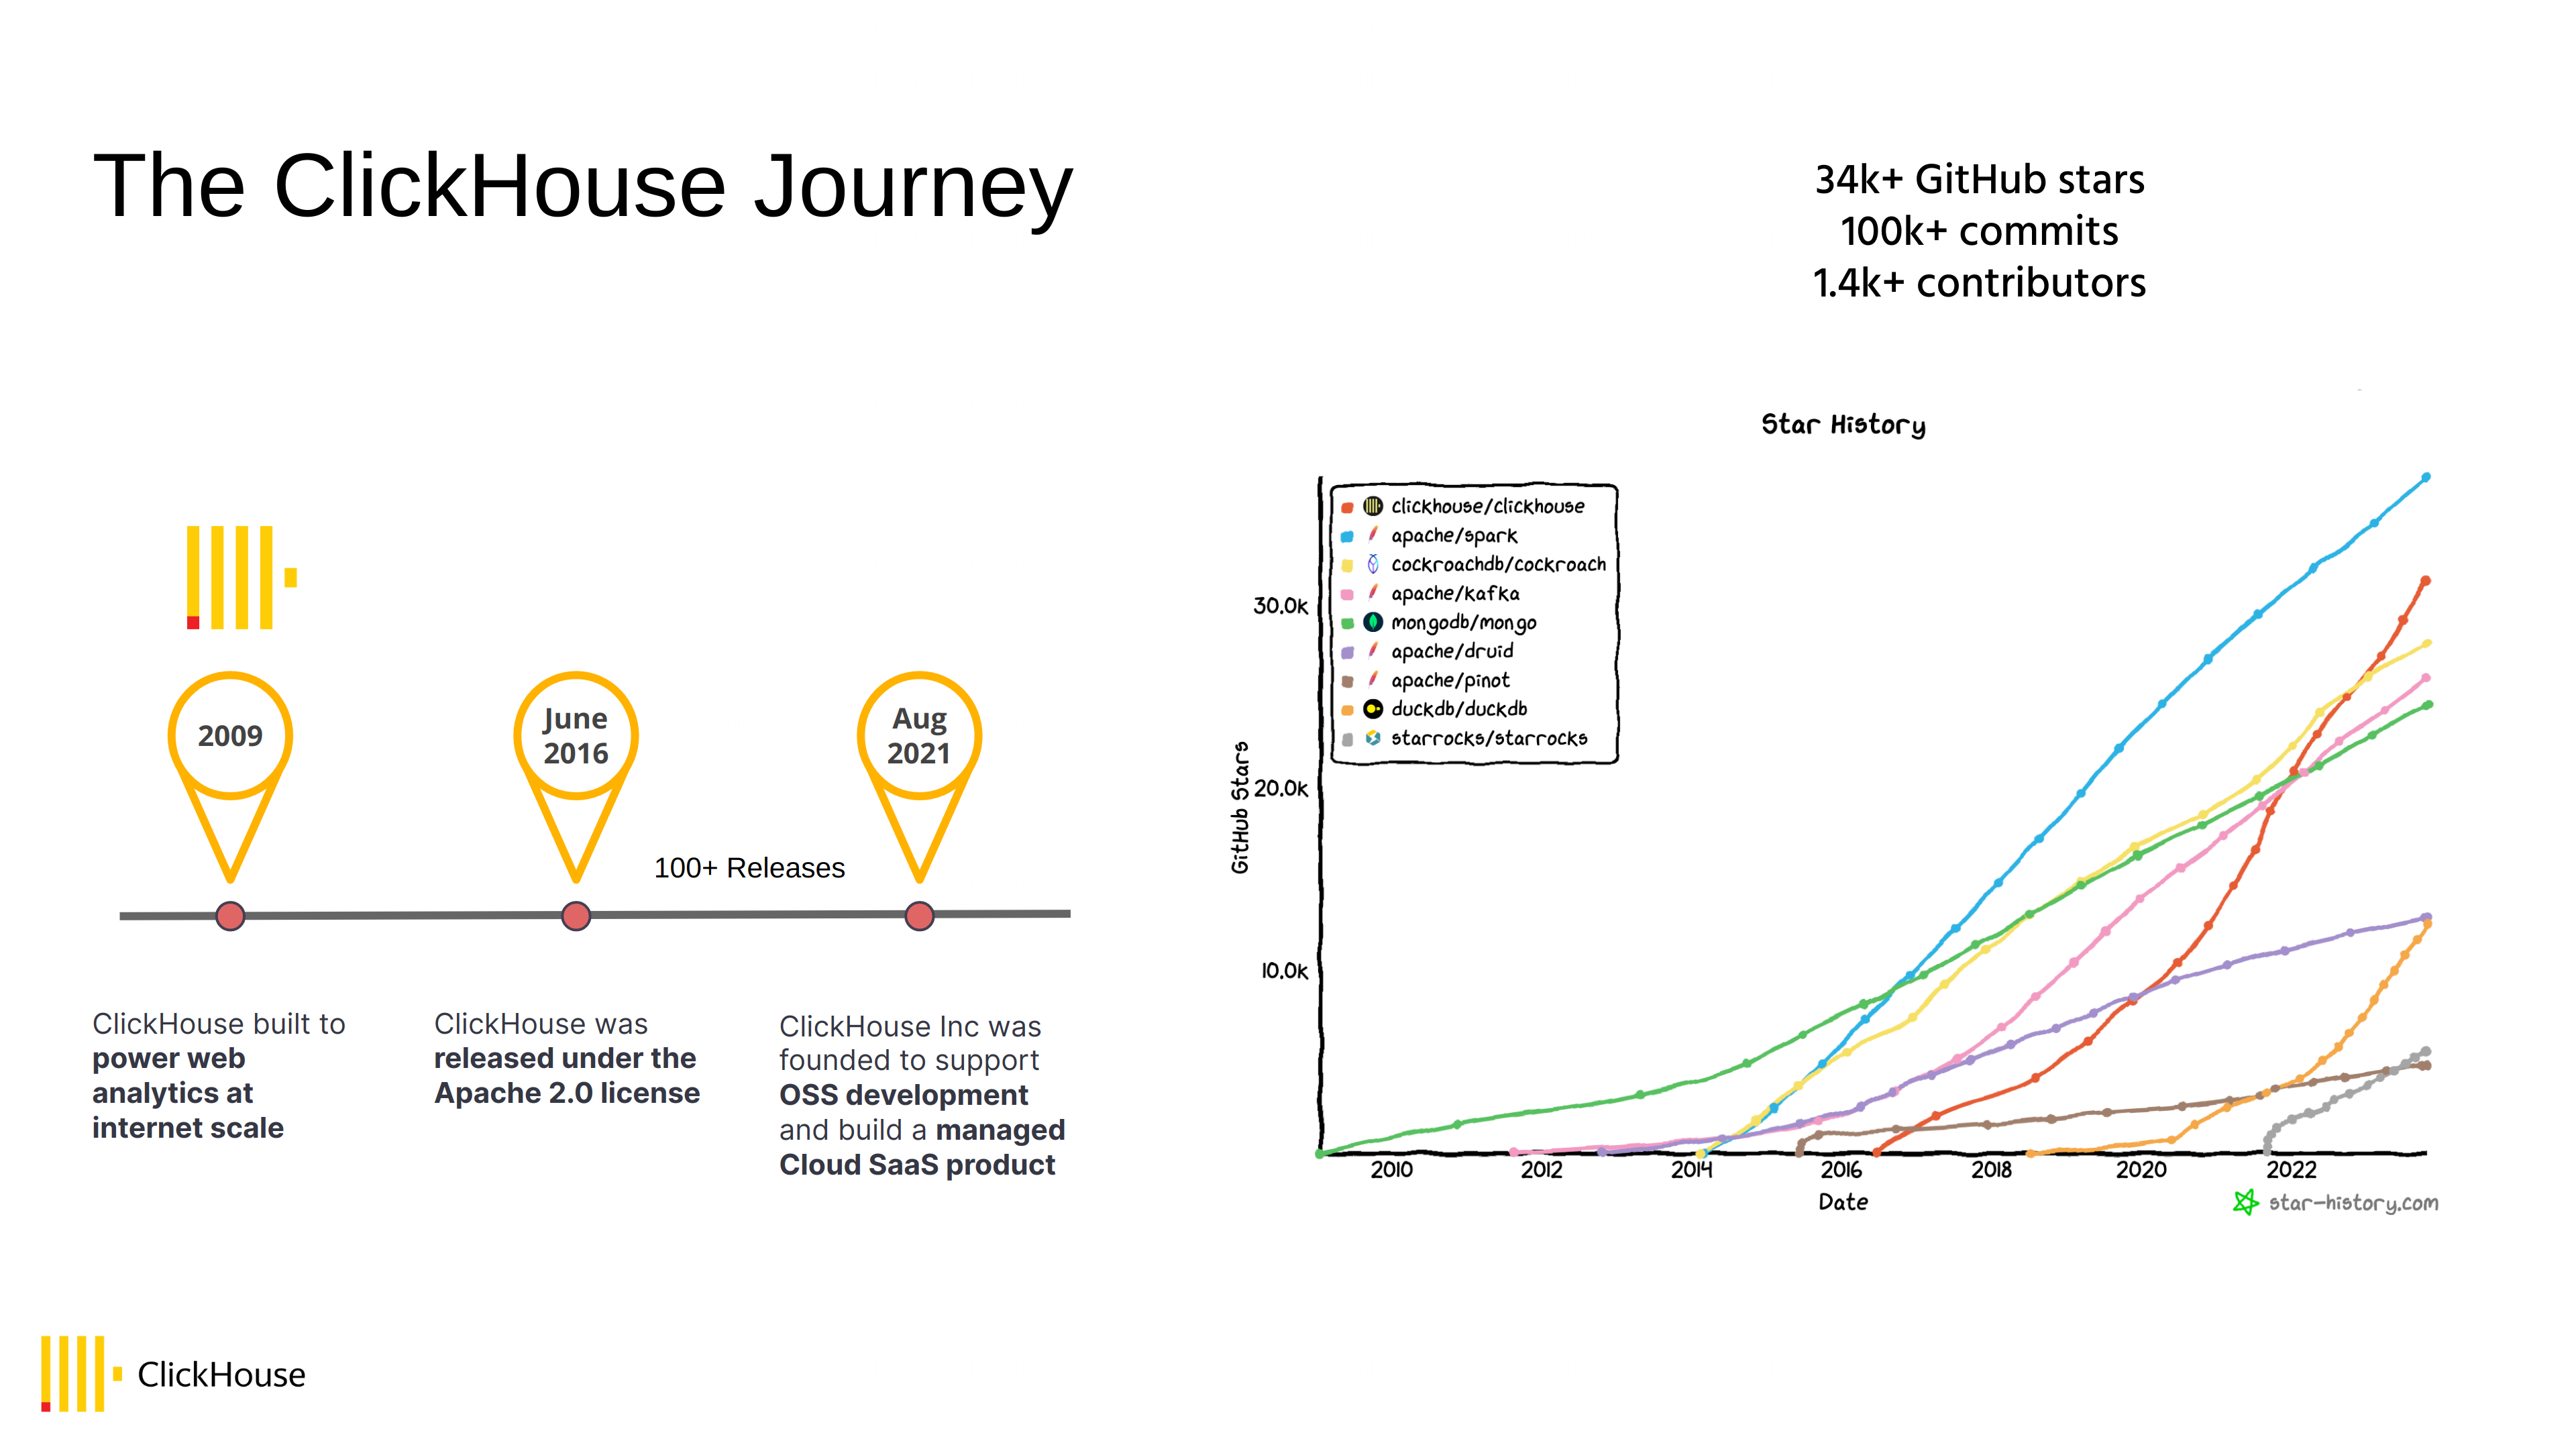 The ClickHouse Journey
34k+ GitHub stars
100k+ commits
1.4k+ contributors
2009
June
2016
Aug
2021
100+ Releases
ClickHouse built to
power web
analytics at
internet scale
ClickHouse was
released under the
Apache 2.0 license
ClickHouse Inc was
founded to support
OSS development
and build a managed
Cloud SaaS product
Star History
clickhouse/clickhouse
apache/spark
cockroachdb/cockroach
apache/kafka
mongodb/mongo
apache/druid
apache/pinot
duckdb/duckdb
starrocks/starrocks
GitHub Stars
30.0k
20.0k
10.0k
2010
2012
2014
2016
2018
2020
2022
Date
star-history.com
ClickHouse